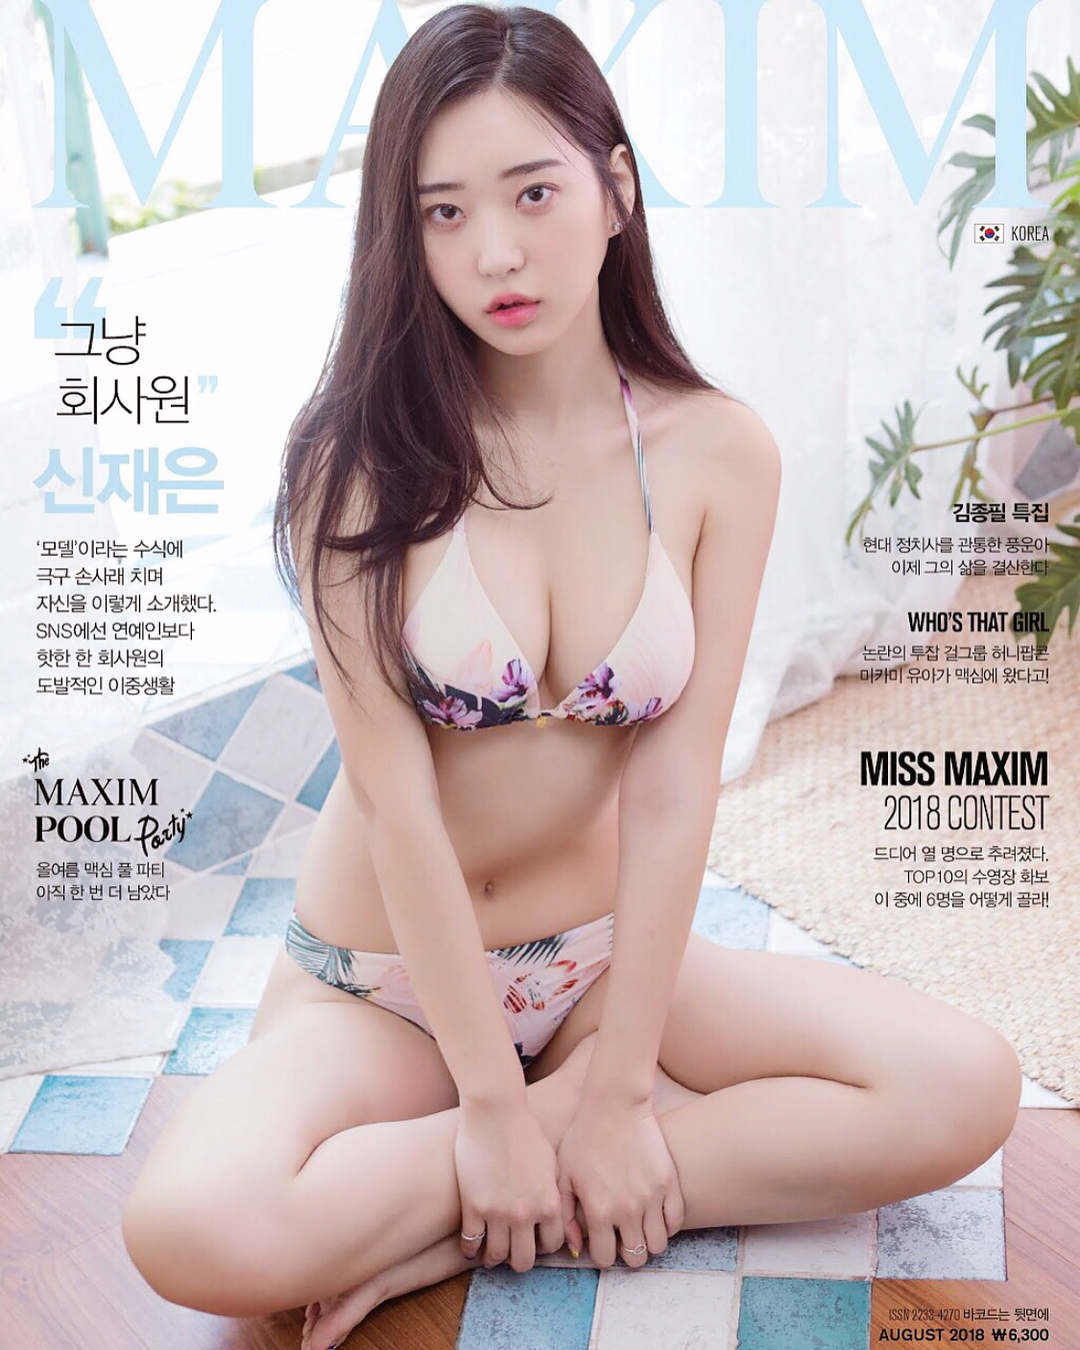 MAXIM
KOREA
“그냥
회사원”
신재은
‘모델’이라는 수식에
극구 손사래 치며
자신을 이렇게 소개했다.
SNS에선 연예인보다
핫한 한 회사원의
도발적인 이중생활
The
MAXIM
POOL Party
올여름 맥심 풀 파티
아직 한 번 더 남았다
김종필 특집
현대 정치사를 관통한 풍운아
이제 그의 삶을 결산한다
WHO'S THAT GIRL
논란의 투잡 걸그룹 허니팝콘
미카미 유아가 맥심에 왔다고!
MISS MAXIM
2018 CONTEST
드디어 열 명으로 추려졌다.
TOP10의 수영장 화보
이 중에 6명을 어떻게 골라!
ISSN 2233-4270 바코드는 뒷면에
AUGUST 2018 ₩6,300